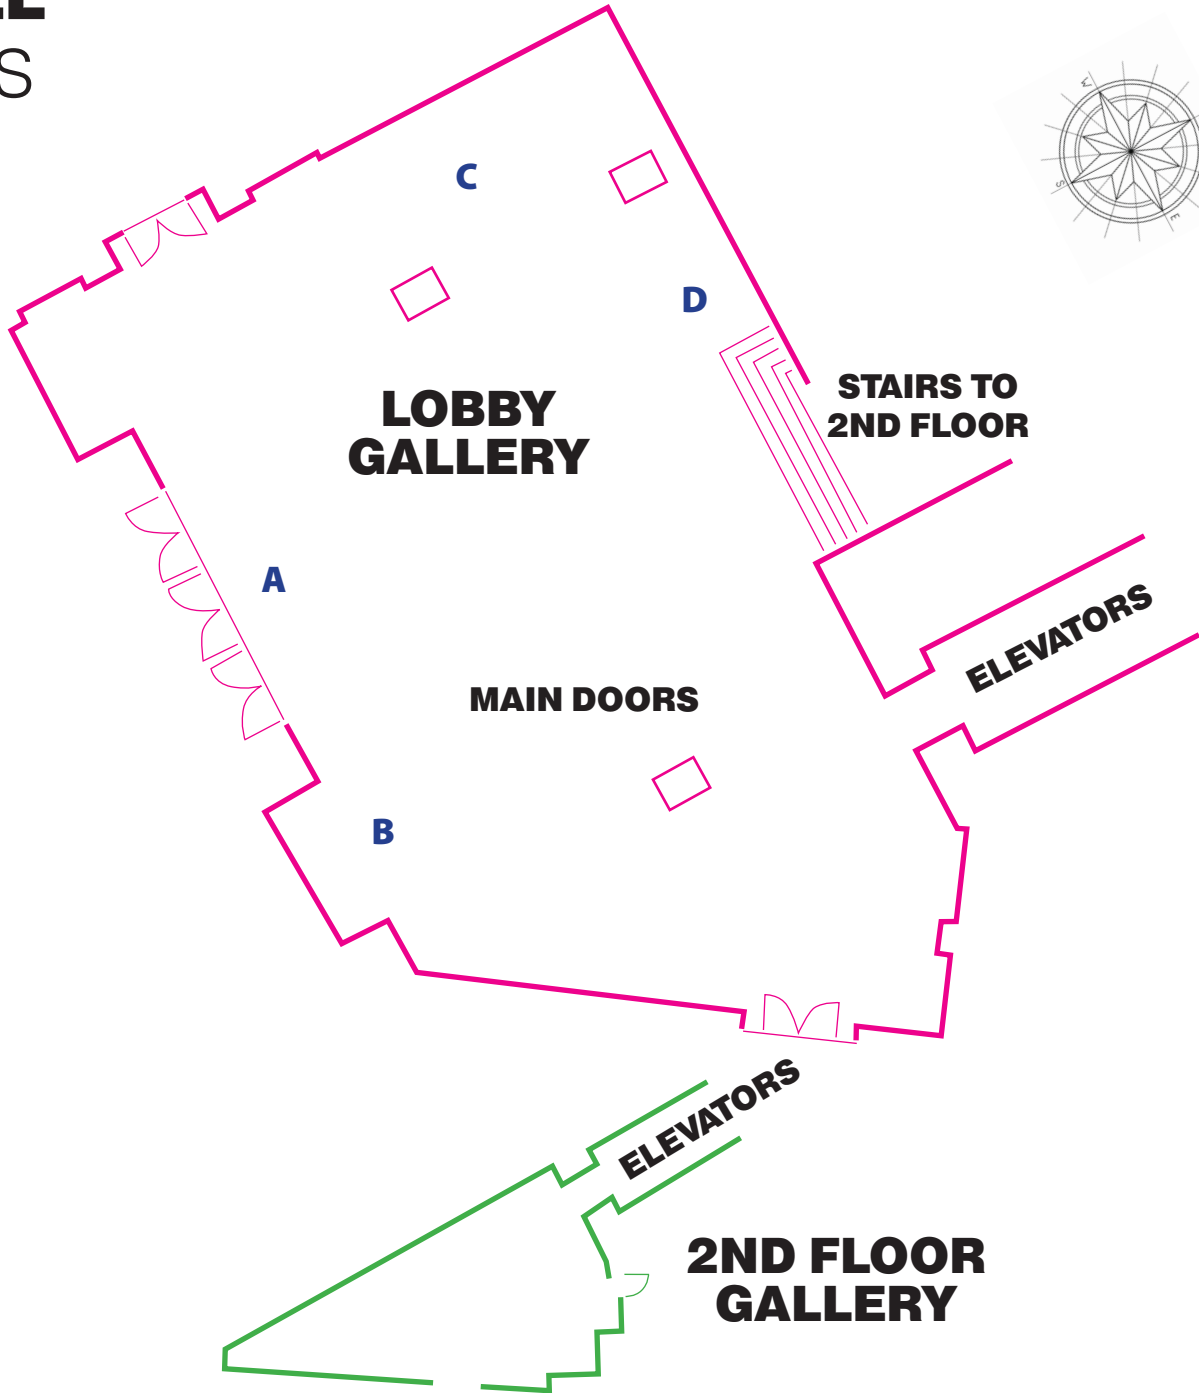 S
W
S
E
C
D
STAIRS TO
2ND FLOOR
LOBBY
GALLERY
A
ELEVATORS
MAIN DOORS
B
ELEVATORS
2ND FLOOR
GALLERY